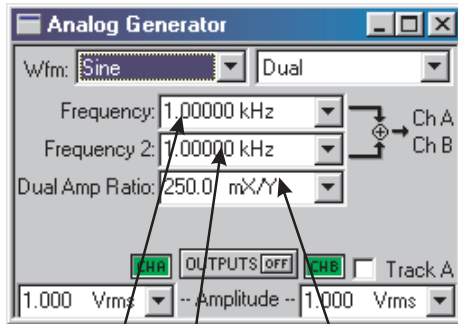 Analog Generator
Wfm: Sine Dual
Frequency: 1.00000 kHz
Ch A
Frequency 2: 1.00000 kHz
Ch B
Dual Amp Ratio: 250.0 mX/Y
CHA OUTPUTS OFF CHB Track A
1.000 Vrms -- Amplitude -- 1.000 Vrms